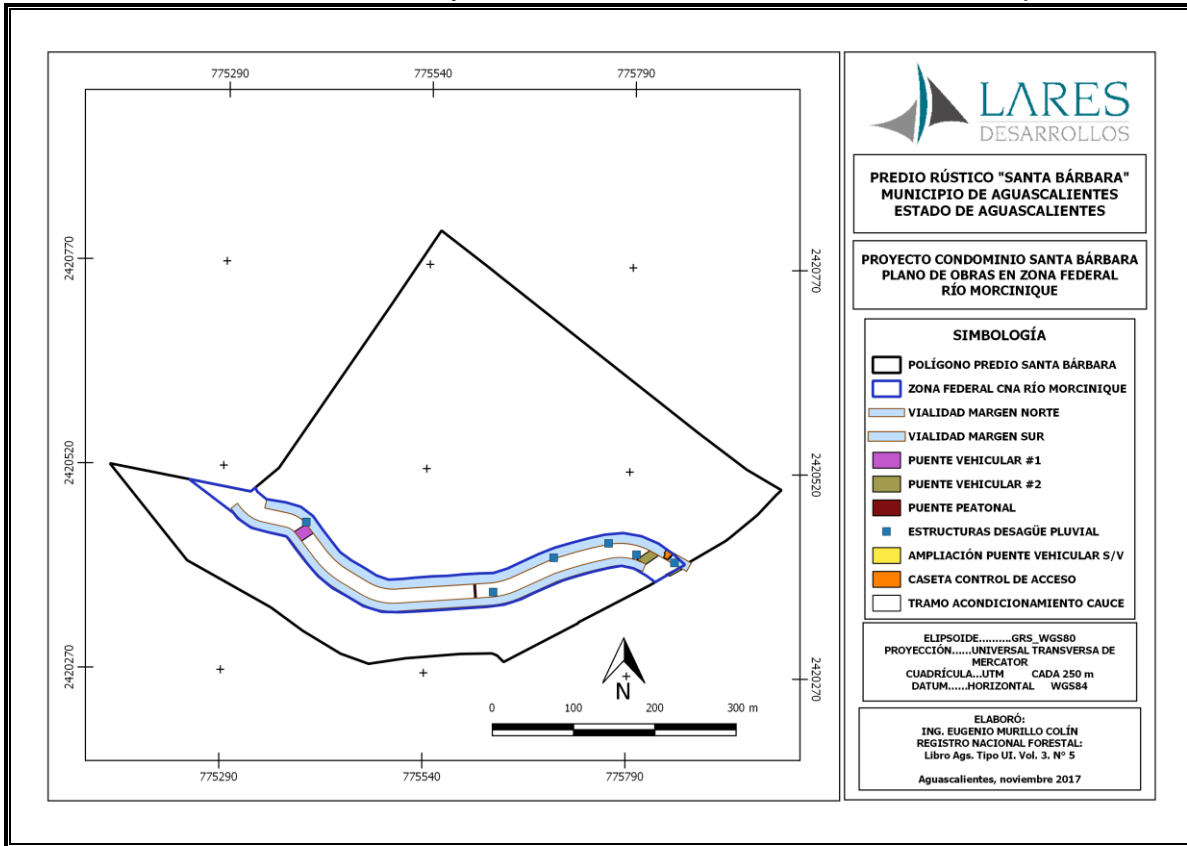 775290
775540
775790
2420770
2420770
2420520
2420520
2420270
2420270
N
0 100 200 300 m
775290
775540
775790
LARES
DESARROLLOS
PREDIO RÚSTICO "SANTA BÁRBARA"
MUNICIPIO DE AGUASCALIENTES
ESTADO DE AGUASCALIENTES
PROYECTO CONDOMINIO SANTA BÁRBARA
PLANO DE OBRAS EN ZONA FEDERAL
RÍO MORCINIQUE
SIMBOLOGÍA
POLÍGONO PREDIO SANTA BÁRBARA
ZONA FEDERAL CNA RÍO MORCINIQUE
VIALIDAD MARGEN NORTE
VIALIDAD MARGEN SUR
PUENTE VEHICULAR #1
PUENTE VEHICULAR #2
PUENTE PEATONAL
ESTRUCTURAS DESAGÜE PLUVIAL
AMPLIACIÓN PUENTE VEHICULAR S/V
CASETA CONTROL DE ACCESO
TRAMO ACONDICIONAMIENTO CAUCE
ELIPSOIDE..........GRS_WGS80
PROYECCIÓN......UNIVERSAL TRANSVERSA DE
MERCATOR
CUADRÍCULA...UTM CADA 250 m
DATUM......HORIZONTAL WGS84
ELABORÓ:
ING. EUGENIO MURILLO COLÍN
REGISTRO NACIONAL FORESTAL:
Libro Ags. Tipo UI. Vol. 3. Nº 5
Aguascalientes, noviembre 2017